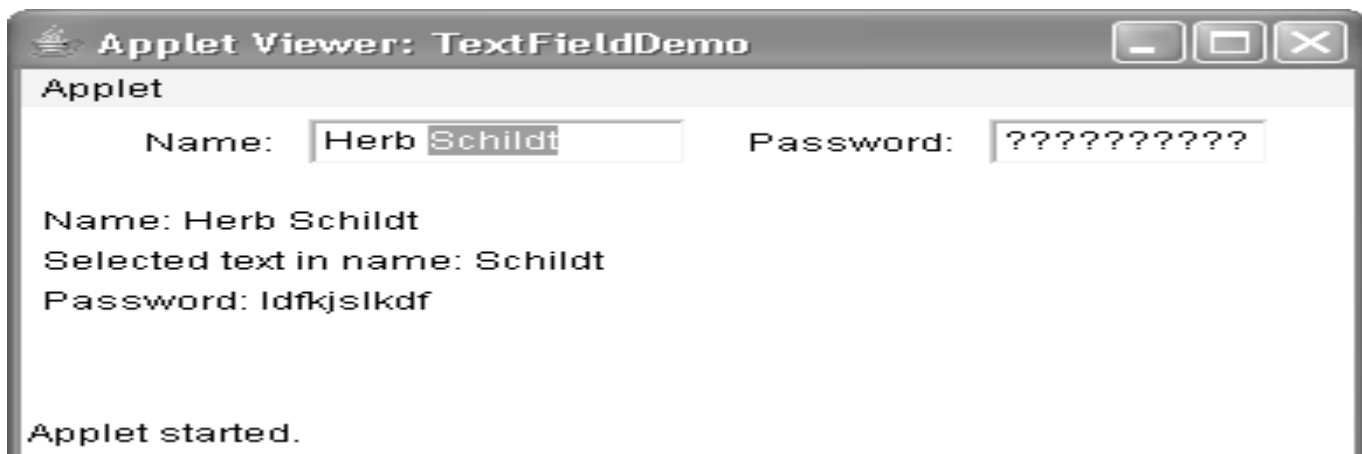 Applet Viewer: TextFieldDemo
Applet
Name: Herb Schildt Password: ??????????
Name: Herb Schildt
Selected text in name: Schildt
Password: ldfkjslkdf
Applet started.